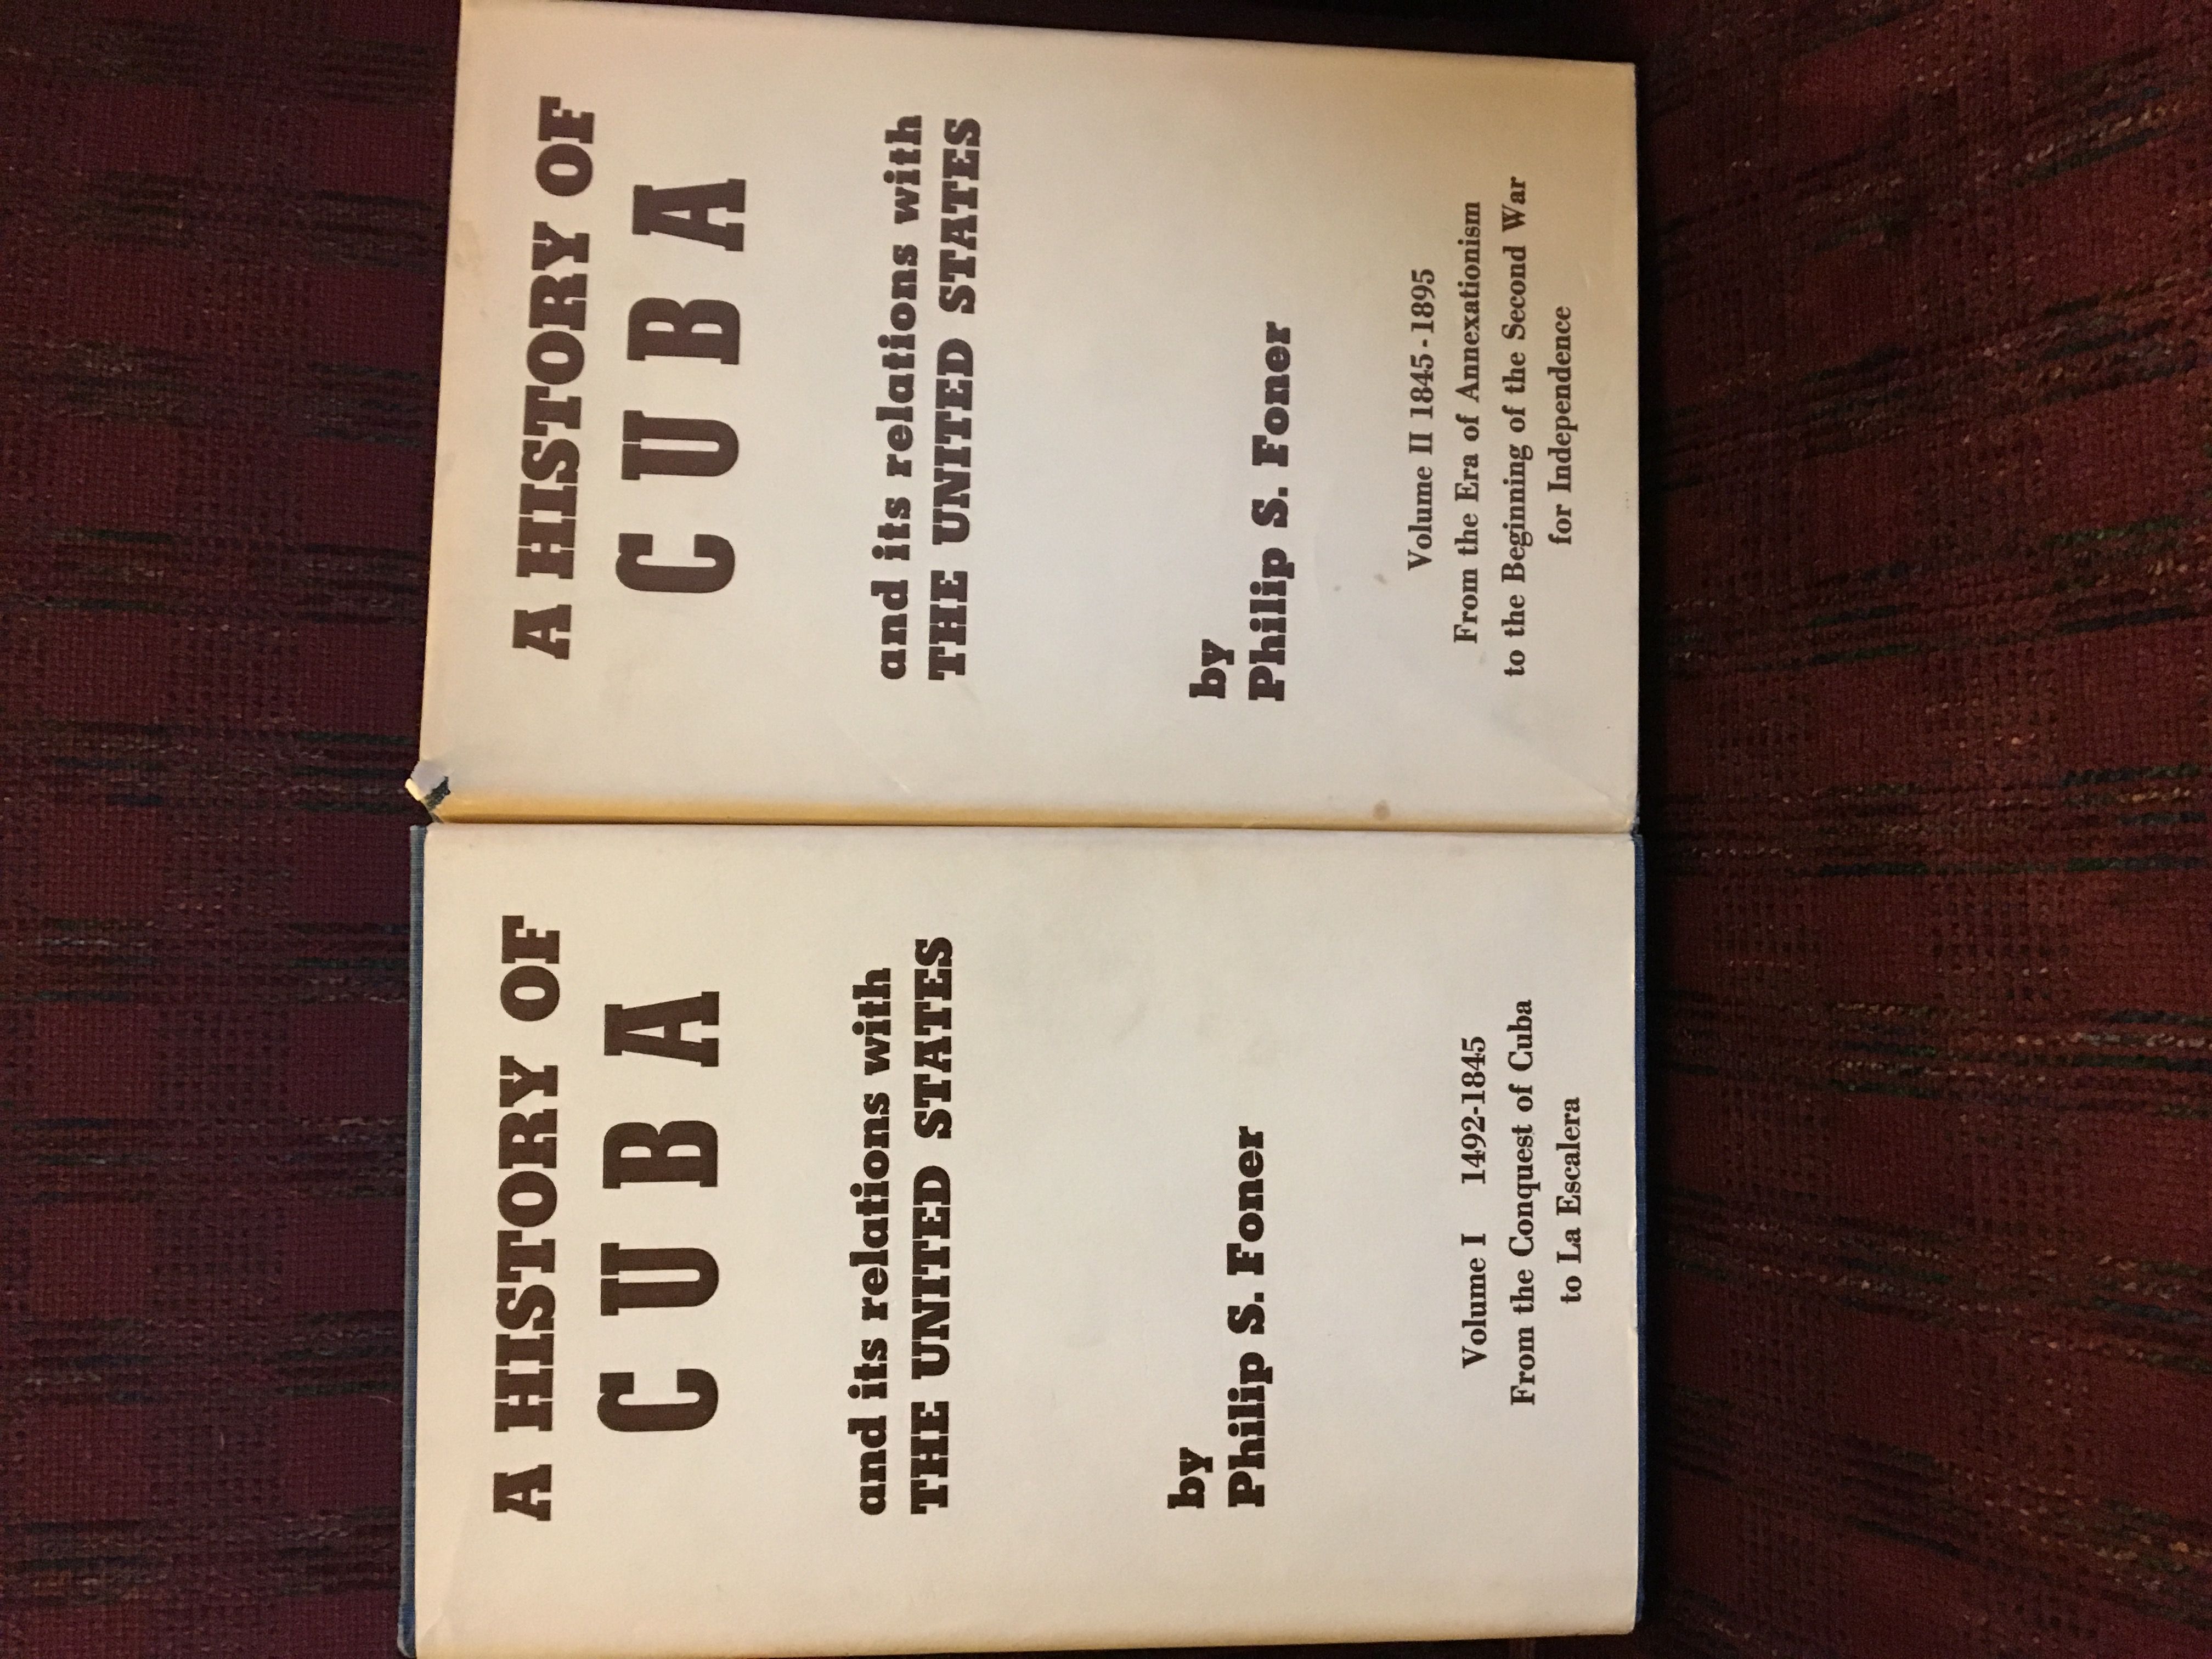 A HISTORY OF
CUBA
and its relations with
THE UNITED STATES
by
Philip S. Foner
Volume I 1492-1845
From the Conquest of Cuba
to La Escalera
A HISTORY OF
CUBA
and its relations with
THE UNITED STATES
by
Philip S. Foner
Volume II 1845-1895
From the Era of Annexationism
to the Beginning of the Second War
for Independence